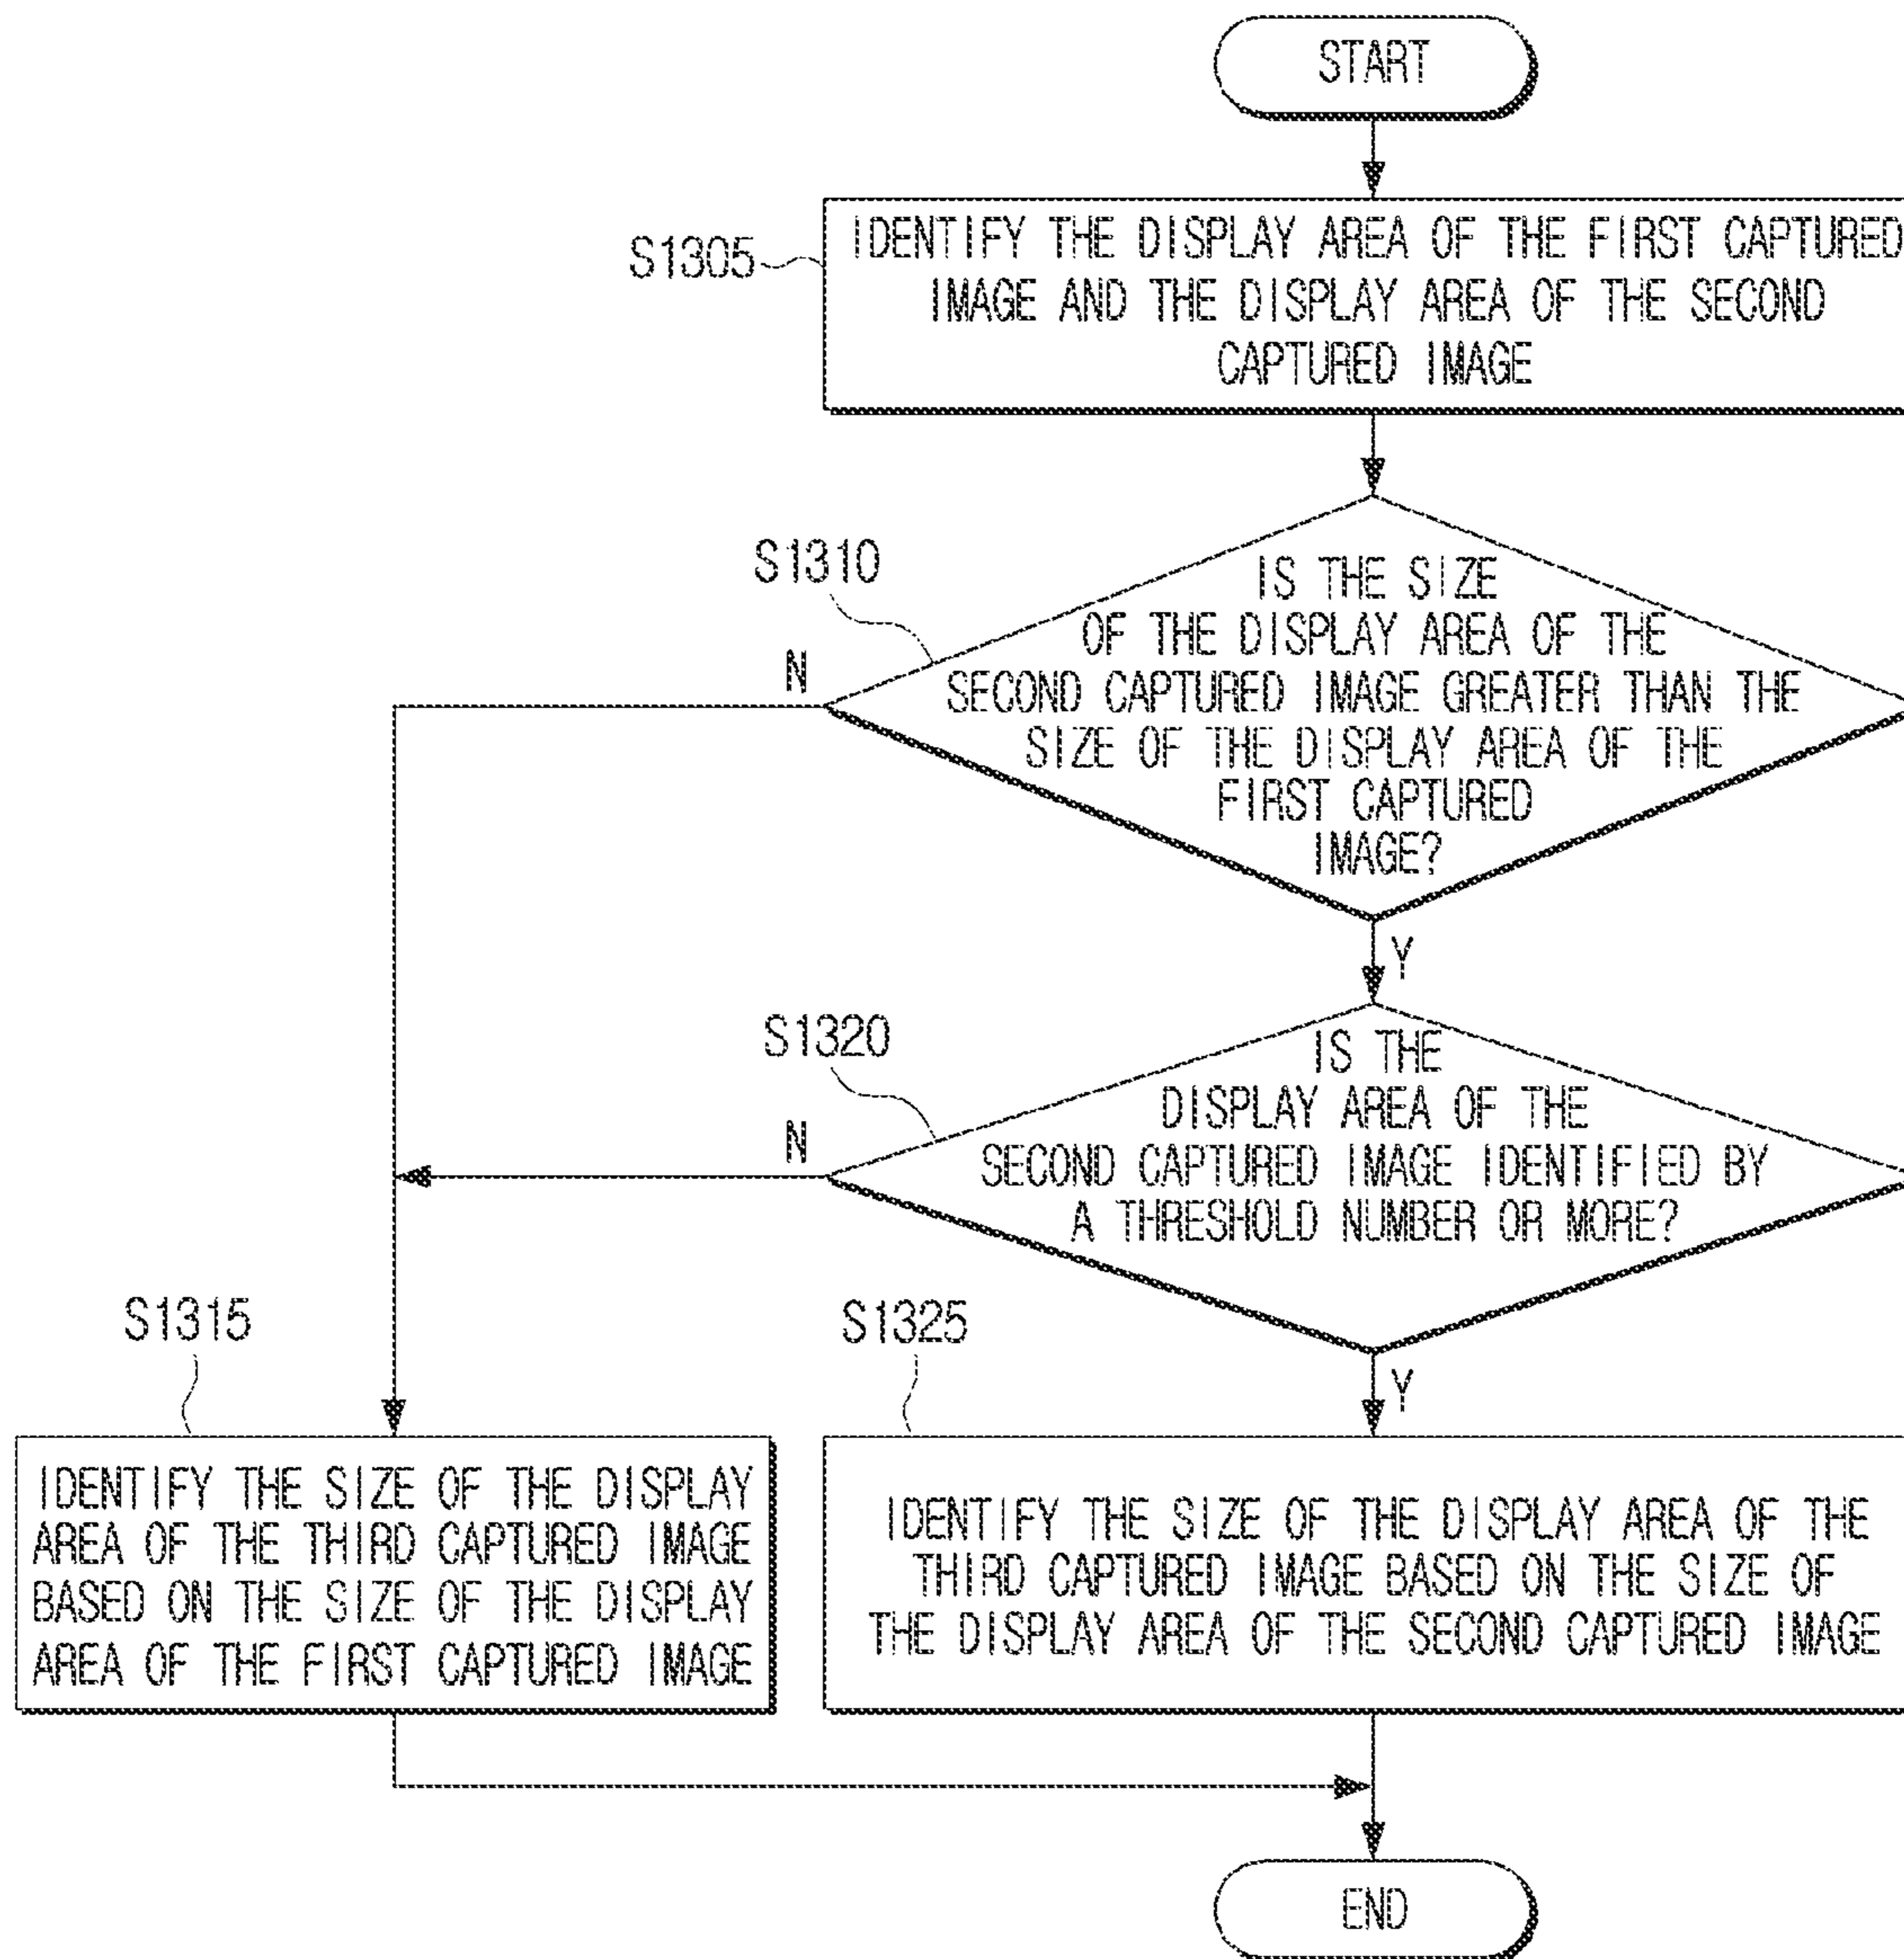 START
S1305
IDENTIFY THE DISPLAY AREA OF THE FIRST CAPTURED
IMAGE AND THE DISPLAY AREA OF THE SECOND
CAPTURED IMAGE
S1310
IS THE SIZE
OF THE DISPLAY AREA OF THE
SECOND CAPTURED IMAGE GREATER THAN THE
SIZE OF THE DISPLAY AREA OF THE
FIRST CAPTURED
IMAGE?
N
Y
S1320
IS THE
DISPLAY AREA OF THE
SECOND CAPTURED IMAGE IDENTIFIED BY
A THRESHOLD NUMBER OR MORE?
N
Y
S1315
IDENTIFY THE SIZE OF THE DISPLAY
AREA OF THE THIRD CAPTURED IMAGE
BASED ON THE SIZE OF THE DISPLAY
AREA OF THE FIRST CAPTURED IMAGE
S1325
IDENTIFY THE SIZE OF THE DISPLAY AREA OF THE
THIRD CAPTURED IMAGE BASED ON THE SIZE OF
THE DISPLAY AREA OF THE SECOND CAPTURED IMAGE
END